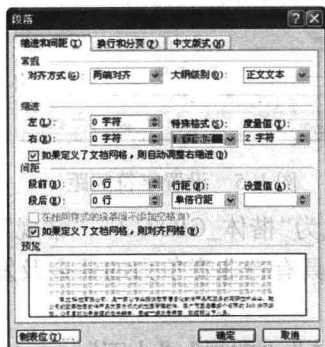 段落
缩进和间距(I) 换行和分页(P) 中文版式(H)
常规
对齐方式(G): 两端对齐 大纲级别(O): 正文文本
缩进
左(L): 0 字符 特殊格式(S): 度量值(Y):
右(R): 0 字符 2 字符
如果定义了文档网格，则自动调整右缩进(D)
间距
段前(B): 0 行 行距(N): 设置值(A):
段后(E): 0 行 单倍行距
在相同样式的段落间不添加空格(M)
如果定义了文档网格，则对齐网格(W)
预览
制表位(T)... 确定 取消